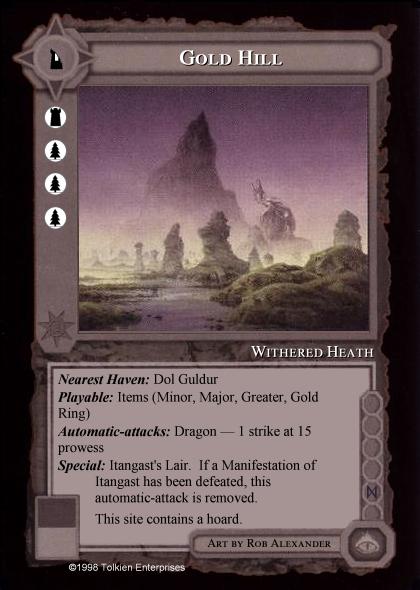 GOLD HILL
WITHERED HEATH
Nearest Haven: Dol Guldur
Playable: Items (Minor, Major, Greater, Gold
Ring)
Automatic-attacks: Dragon — 1 strike at 15
prowess
Special: Itangast's Lair. If a Manifestation of
Itangast has been defeated, this
automatic-attack is removed.
This site contains a hoard.
ART BY ROB ALEXANDER
©1998 Tolkien Enterprises